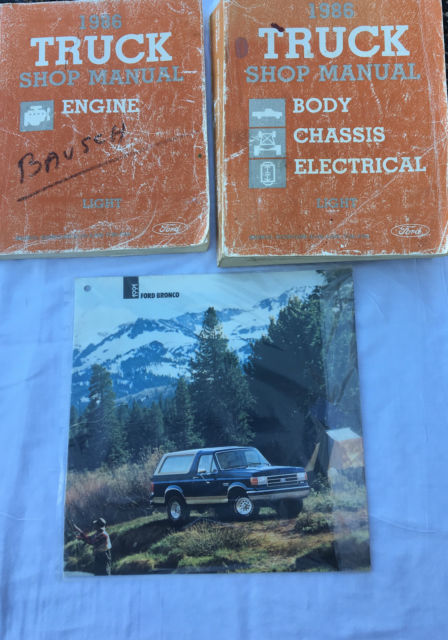 1986
TRUCK
SHOP MANUAL
ENGINE
BAUSCH
LIGHT
Ford
1986
TRUCK
SHOP MANUAL
BODY
CHASSIS
ELECTRICAL
LIGHT
Ford
1991
FORD BRONCO